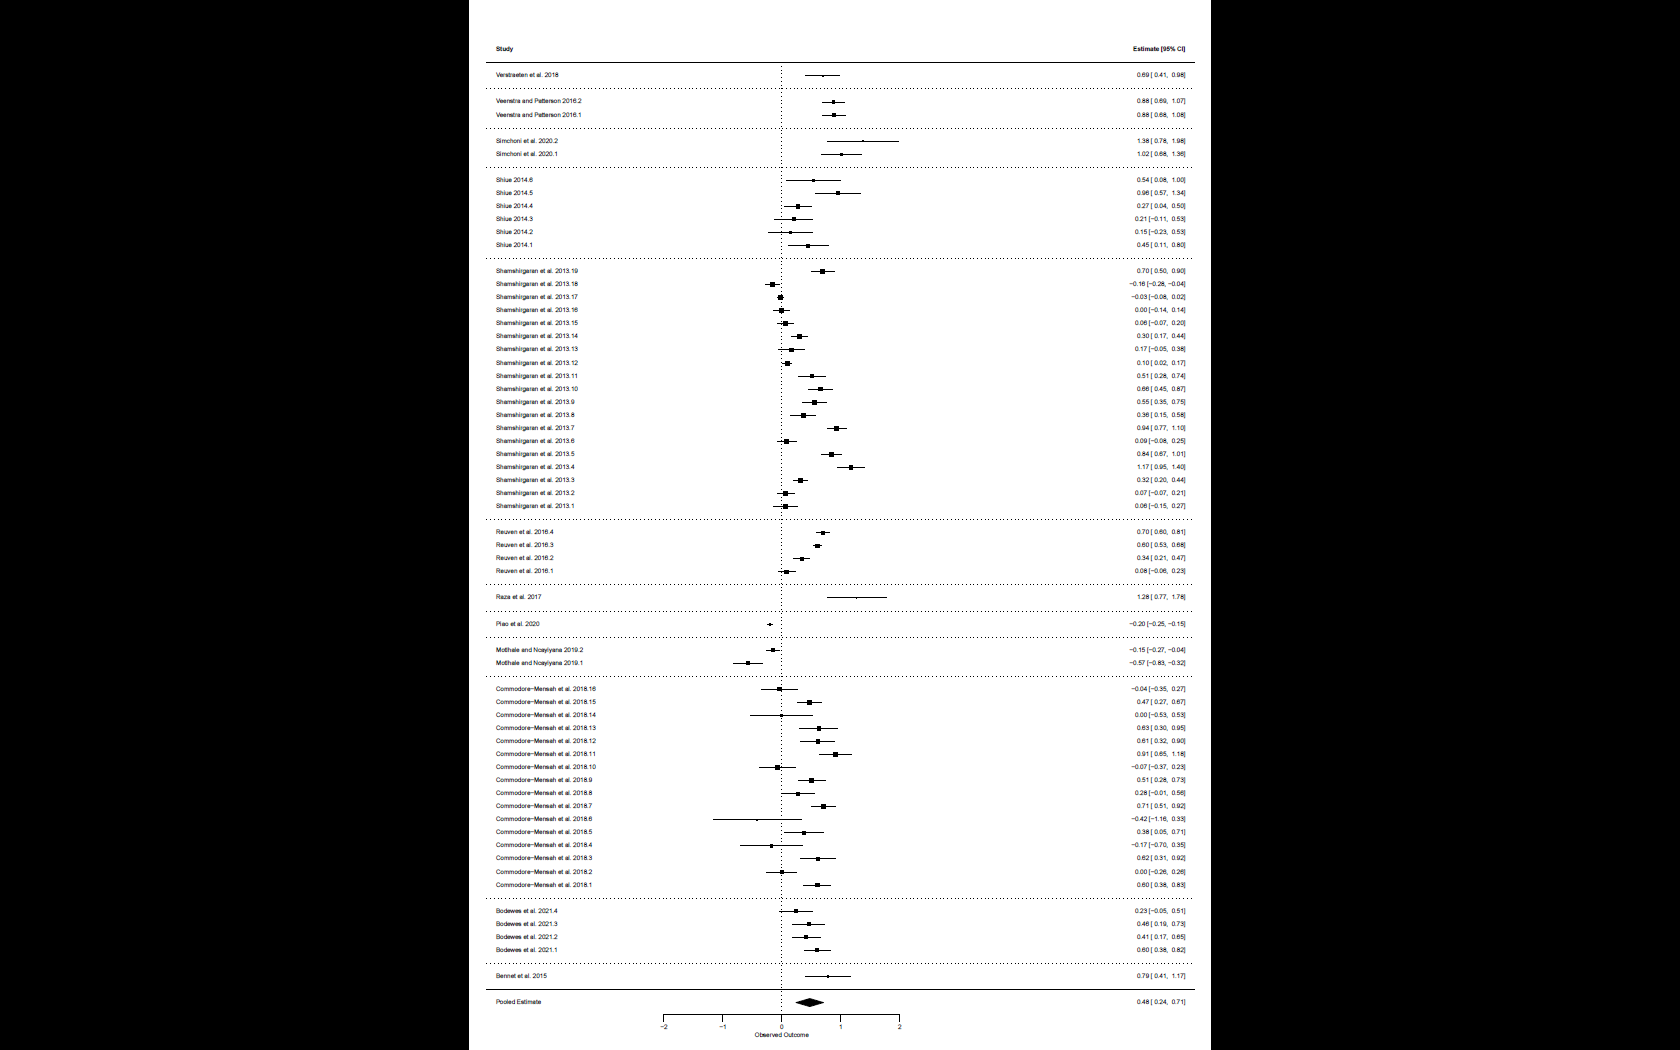 Study Estimate [95% CI]
Verstraeten et al. 2018 0.69 [ 0.41, 0.98]
Veenstra and Patterson 2016.2 0.88 [ 0.69, 1.07]
Veenstra and Patterson 2016.1 0.88 [ 0.68, 1.08]
Simchoni et al. 2020.2 1.38 [ 0.78, 1.98]
Simchoni et al. 2020.1 1.02 [ 0.68, 1.36]
Shiue 2014.6 0.54 [ 0.08, 1.00]
Shiue 2014.5 0.96 [ 0.57, 1.34]
Shiue 2014.4 0.27 [ 0.04, 0.50]
Shiue 2014.3 0.21 [−0.11, 0.53]
Shiue 2014.2 0.15 [−0.23, 0.53]
Shiue 2014.1 0.45 [ 0.11, 0.80]
Shamshirgaran et al. 2013.19 0.70 [ 0.50, 0.90]
Shamshirgaran et al. 2013.18 −0.16 [−0.28, −0.04]
Shamshirgaran et al. 2013.17 −0.03 [−0.08, 0.02]
Shamshirgaran et al. 2013.16 0.00 [−0.14, 0.14]
Shamshirgaran et al. 2013.15 0.06 [−0.07, 0.20]
Shamshirgaran et al. 2013.14 0.30 [ 0.17, 0.44]
Shamshirgaran et al. 2013.13 0.17 [−0.05, 0.38]
Shamshirgaran et al. 2013.12 0.10 [ 0.02, 0.17]
Shamshirgaran et al. 2013.11 0.51 [ 0.28, 0.74]
Shamshirgaran et al. 2013.10 0.66 [ 0.45, 0.87]
Shamshirgaran et al. 2013.9 0.55 [ 0.35, 0.75]
Shamshirgaran et al. 2013.8 0.36 [ 0.15, 0.58]
Shamshirgaran et al. 2013.7 0.94 [ 0.77, 1.10]
Shamshirgaran et al. 2013.6 0.09 [−0.08, 0.25]
Shamshirgaran et al. 2013.5 0.84 [ 0.67, 1.01]
Shamshirgaran et al. 2013.4 1.17 [ 0.95, 1.40]
Shamshirgaran et al. 2013.3 0.32 [ 0.20, 0.44]
Shamshirgaran et al. 2013.2 0.07 [−0.07, 0.21]
Shamshirgaran et al. 2013.1 0.06 [−0.15, 0.27]
Reuven et al. 2016.4 0.70 [ 0.60, 0.81]
Reuven et al. 2016.3 0.60 [ 0.53, 0.68]
Reuven et al. 2016.2 0.34 [ 0.21, 0.47]
Reuven et al. 2016.1 0.08 [−0.06, 0.23]
Raza et al. 2017 1.28 [ 0.77, 1.78]
Piao et al. 2020 −0.20 [−0.25, −0.15]
Motlhale and Ncayiyana 2019.2 −0.15 [−0.27, −0.04]
Motlhale and Ncayiyana 2019.1 −0.57 [−0.83, −0.32]
Commodore−Mensah et al. 2018.16 −0.04 [−0.35, 0.27]
Commodore−Mensah et al. 2018.15 0.47 [ 0.27, 0.67]
Commodore−Mensah et al. 2018.14 0.00 [−0.53, 0.53]
Commodore−Mensah et al. 2018.13 0.63 [ 0.30, 0.95]
Commodore−Mensah et al. 2018.12 0.61 [ 0.32, 0.90]
Commodore−Mensah et al. 2018.11 0.91 [ 0.65, 1.18]
Commodore−Mensah et al. 2018.10 −0.07 [−0.37, 0.23]
Commodore−Mensah et al. 2018.9 0.51 [ 0.28, 0.73]
Commodore−Mensah et al. 2018.8 0.28 [−0.01, 0.56]
Commodore−Mensah et al. 2018.7 0.71 [ 0.51, 0.92]
Commodore−Mensah et al. 2018.6 −0.42 [−1.16, 0.33]
Commodore−Mensah et al. 2018.5 0.38 [ 0.05, 0.71]
Commodore−Mensah et al. 2018.4 −0.17 [−0.70, 0.35]
Commodore−Mensah et al. 2018.3 0.62 [ 0.31, 0.92]
Commodore−Mensah et al. 2018.2 0.00 [−0.26, 0.26]
Commodore−Mensah et al. 2018.1 0.60 [ 0.38, 0.83]
Bodewes et al. 2021.4 0.23 [−0.05, 0.51]
Bodewes et al. 2021.3 0.46 [ 0.19, 0.73]
Bodewes et al. 2021.2 0.41 [ 0.17, 0.65]
Bodewes et al. 2021.1 0.60 [ 0.38, 0.82]
Bennet et al. 2015 0.79 [ 0.41, 1.17]
Pooled Estimate 0.48 [ 0.24, 0.71]
−2 −1 0 1 2
Observed Outcome